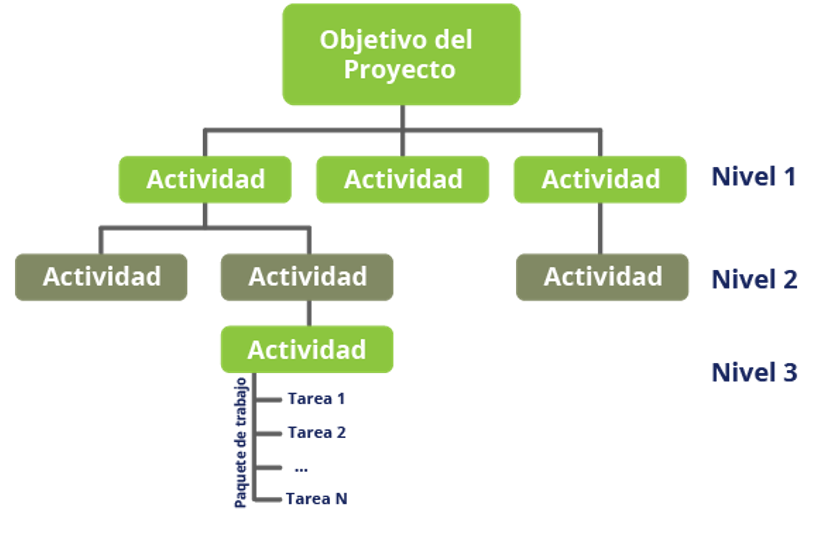 Objetivo del
Proyecto
Actividad
Actividad
Actividad
Nivel 1
Actividad
Actividad
Actividad
Nivel 2
Actividad
Nivel 3
Paquete de trabajo
Tarea 1
Tarea 2
...
Tarea N